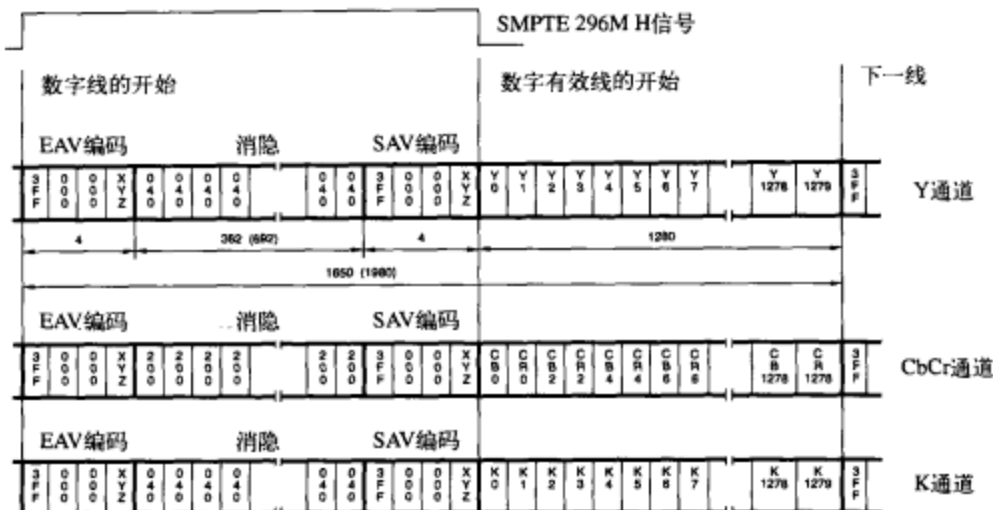 SMPTE 296M H信号
数字线的开始
数字有效线的开始
下一线
EAV编码 消隐 SAV编码
3FF 000 000 XYZ 040 040 040 040 040 040 3FF 000 000 XYZ Y0 Y1 Y2 Y3 Y4 Y5 Y6 Y7 Y1278 Y1279 3FF
Y通道
4 362 (692) 4 1280
1650 (1980)
EAV编码 消隐 SAV编码
3FF 000 000 XYZ 200 200 200 200 200 200 3FF 000 000 XYZ CB0 CR0 CB2 CR2 CB4 CR4 CB6 CR6 CB1278 CR1278 3FF
CbCr通道
EAV编码 消隐 SAV编码
3FF 000 000 XYZ 040 040 040 040 040 040 3FF 000 000 XYZ K0 K1 K2 K3 K4 K5 K6 K7 K1278 K1279 3FF
K通道